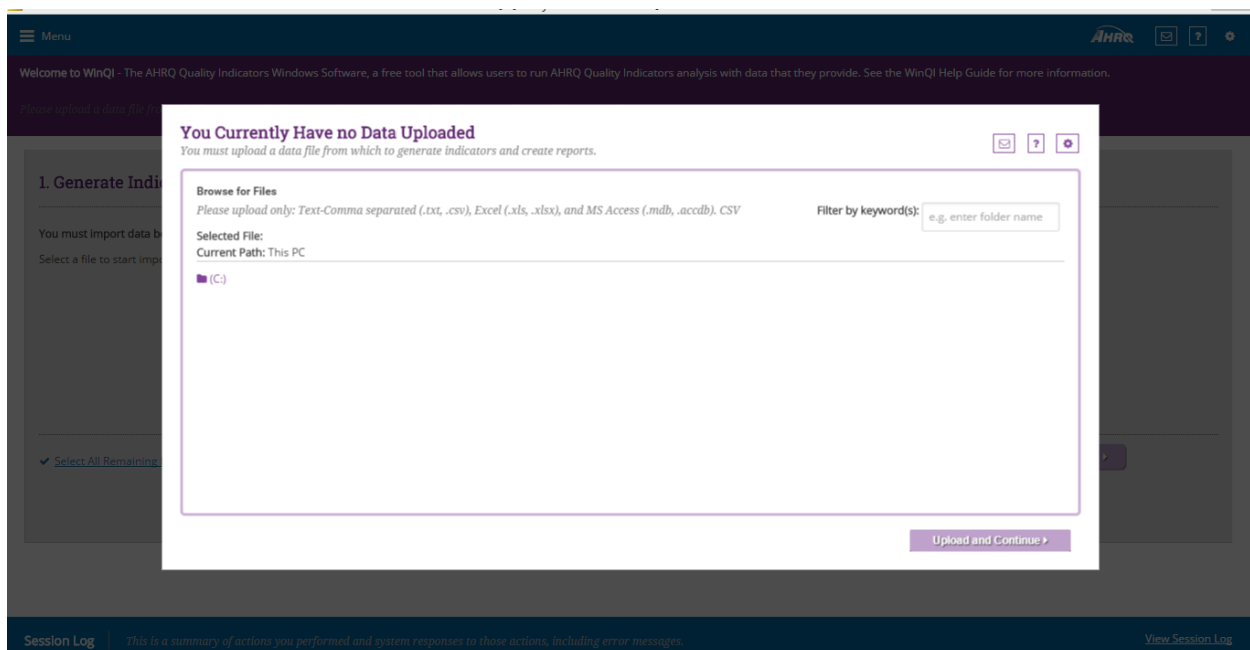 Menu
AHRQ
?
Welcome to WinQI - The AHRQ Quality Indicators Windows Software, a free tool that allows users to run AHRQ Quality Indicators analysis with data that they provide. See the WinQI Help Guide for more information.
Please upload a data file fr
You Currently Have no Data Uploaded
?
You must upload a data file from which to generate indicators and create reports.
1. Generate Indi
Browse for Files
Please upload only: Text-Comma separated (.txt, .csv), Excel (.xls, .xlsx), and MS Access (.mdb, .accdb). CSV
Filter by keyword(s):
e.g. enter folder name
You must import data b
Selected File:
Current Path: This PC
Select a file to start impo
(C:)
Select All Remaining
Upload and Continue
Session Log
This is a summary of actions you performed and system responses to those actions, including error messages.
View Session Log